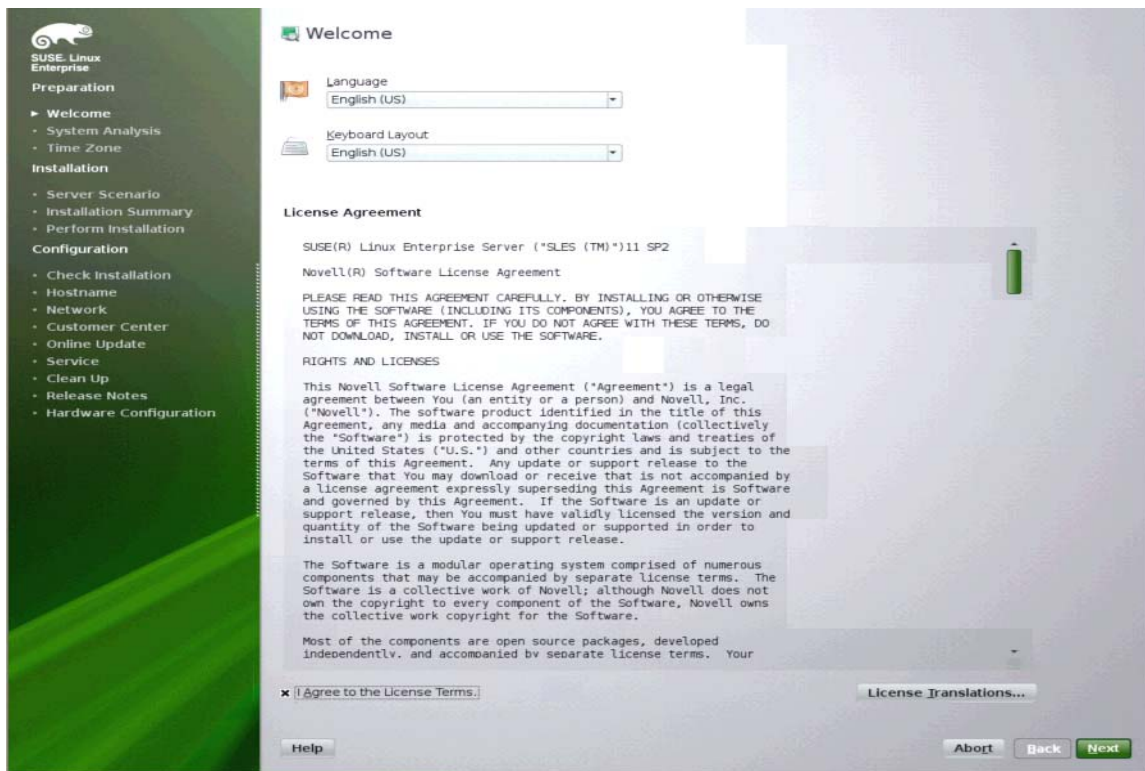 SUSE. Linux
Enterprise
Preparation
Welcome
System Analysis
Time Zone
Installation
Server Scenario
Installation Summary
Perform Installation
Configuration
Check Installation
Hostname
Network
Customer Center
Online Update
Service
Clean Up
Release Notes
Hardware Configuration
Welcome
Language
English (US)
Keyboard Layout
English (US)
License Agreement
SUSE(R) Linux Enterprise Server ("SLES (TM)")11 SP2
Novell(R) Software License Agreement
PLEASE READ THIS AGREEMENT CAREFULLY. BY INSTALLING OR OTHERWISE
USING THE SOFTWARE (INCLUDING ITS COMPONENTS), YOU AGREE TO THE
TERMS OF THIS AGREEMENT. IF YOU DO NOT AGREE WITH THESE TERMS, DO
NOT DOWNLOAD, INSTALL OR USE THE SOFTWARE.
RIGHTS AND LICENSES
This Novell Software License Agreement ("Agreement") is a legal
agreement between You (an entity or a person) and Novell, Inc.
("Novell"). The software product identified in the title of this
Agreement, any media and accompanying documentation (collectively
the "Software") is protected by the copyright laws and treaties of
the United States ("U.S.") and other countries and is subject to the
terms of this Agreement.  Any update or support release to the
Software that You may download or receive that is not accompanied by
a license agreement expressly superseding this Agreement is Software
and governed by this Agreement.  If the Software is an update or
support release, then You must have validly licensed the version and
quantity of the Software being updated or supported in order to
install or use the update or support release.
The Software is a modular operating system comprised of numerous
components that may be accompanied by separate license terms.  The
Software is a collective work of Novell; although Novell does not
own the copyright to every component of the Software, Novell owns
the collective work copyright for the Software.
Most of the components are open source packages, developed
independently, and accompanied by separate license terms.  Your
I Agree to the License Terms.
License Translations...
Help
Abort
Back
Next